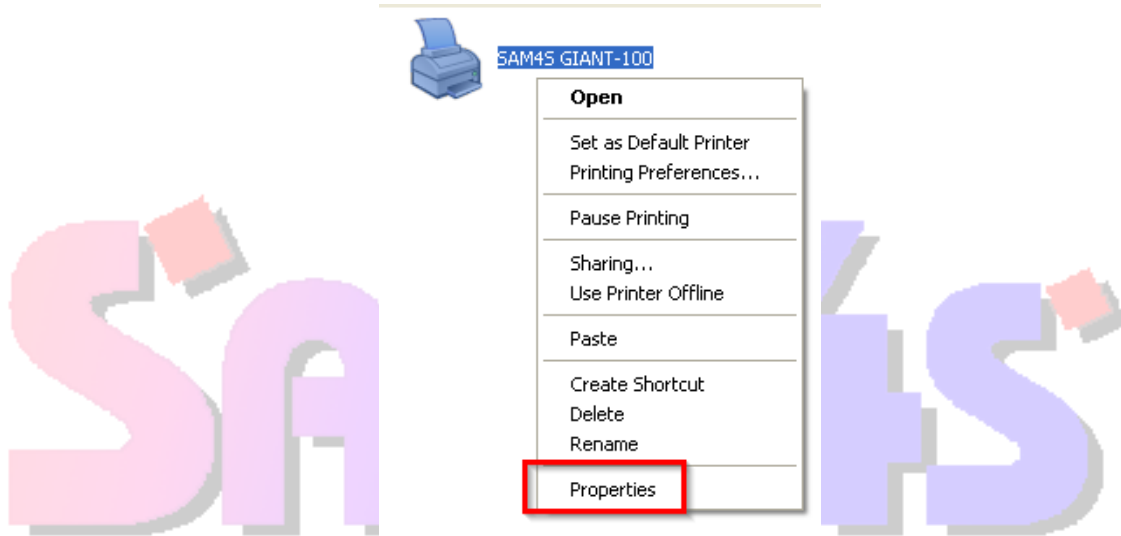 SAM4S GIANT-100
Open
Set as Default Printer
Printing Preferences...
Pause Printing
Sharing...
Use Printer Offline
Paste
Create Shortcut
Delete
Rename
Properties
SAM4S